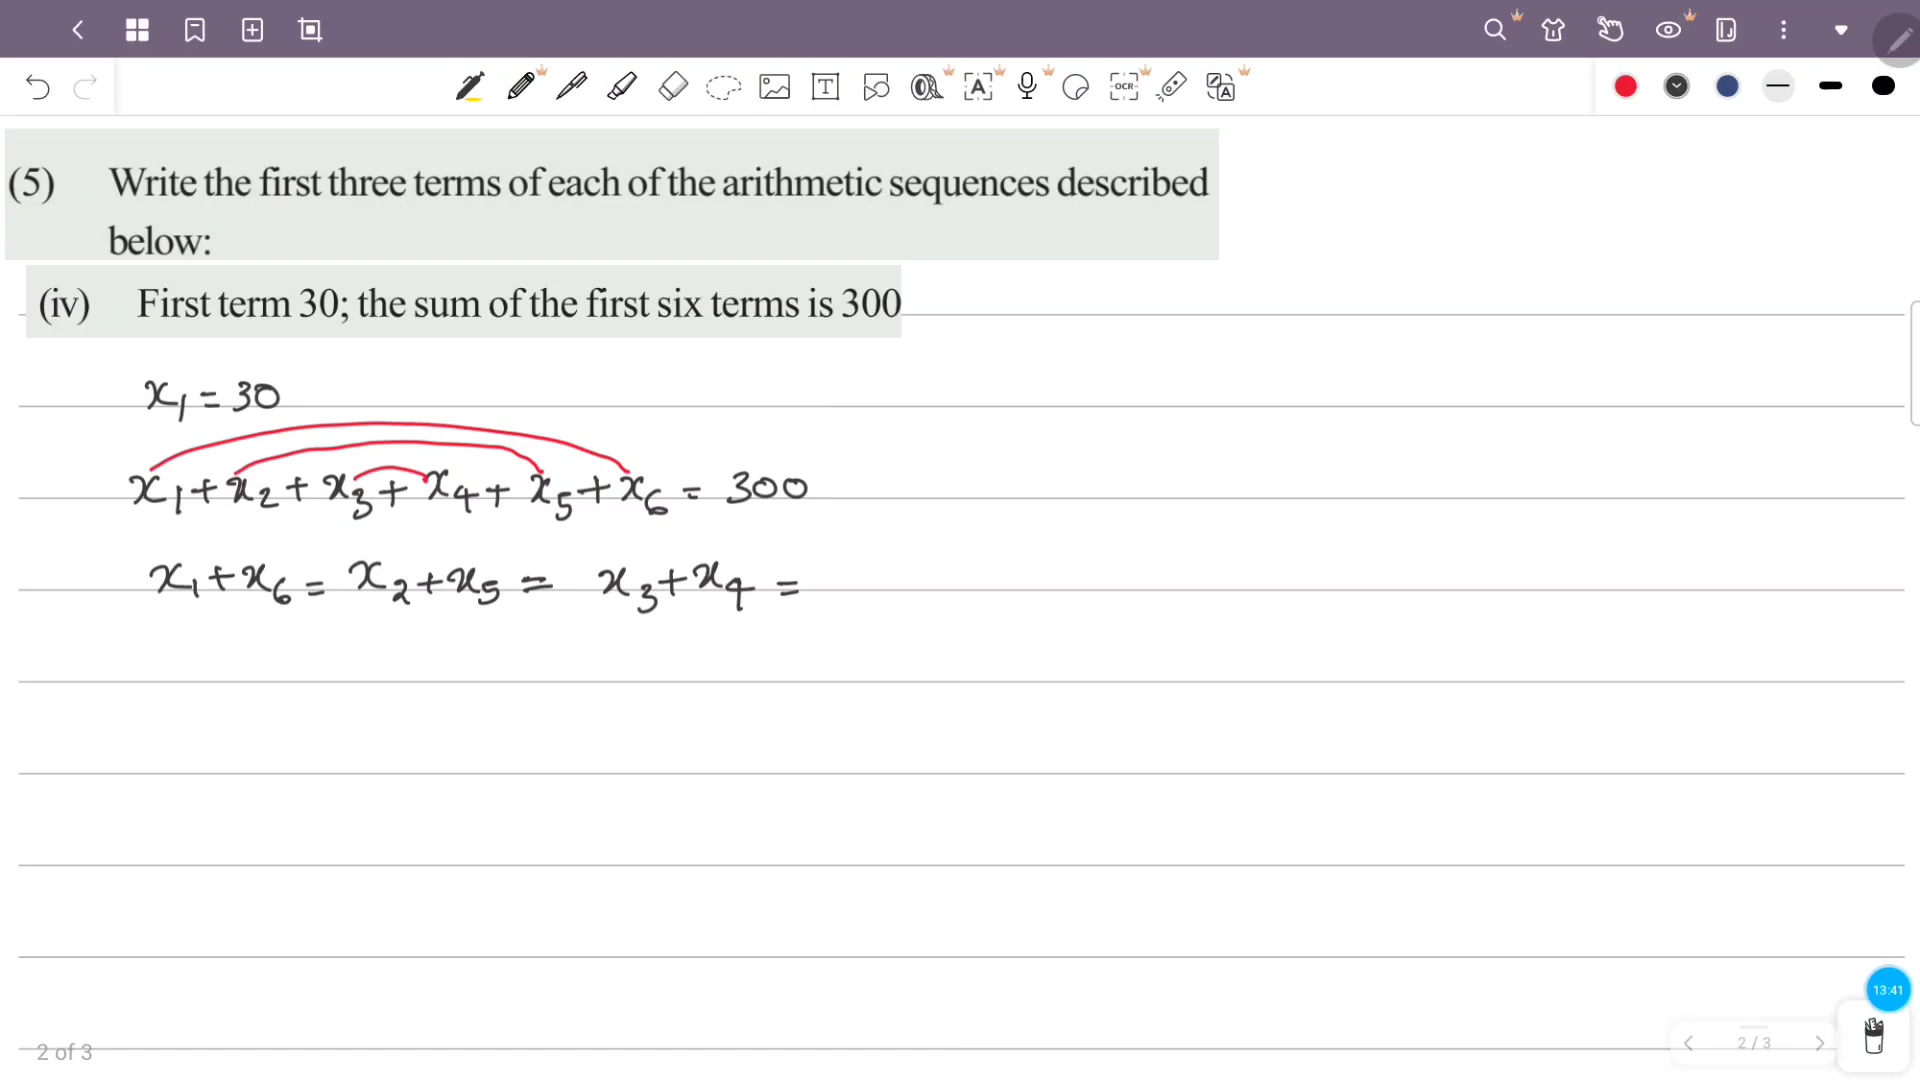 (5) Write the first three terms of each of the arithmetic sequences described
below:
(iv) First term 30; the sum of the first six terms is 300
x₁ = 30
x₁ + x₂ + x₃ + x₄ + x₅ + x₆ = 300
x₁ + x₆ = x₂ + x₅ = x₃ + x₄ =
13:41
2 of 3
2 / 3